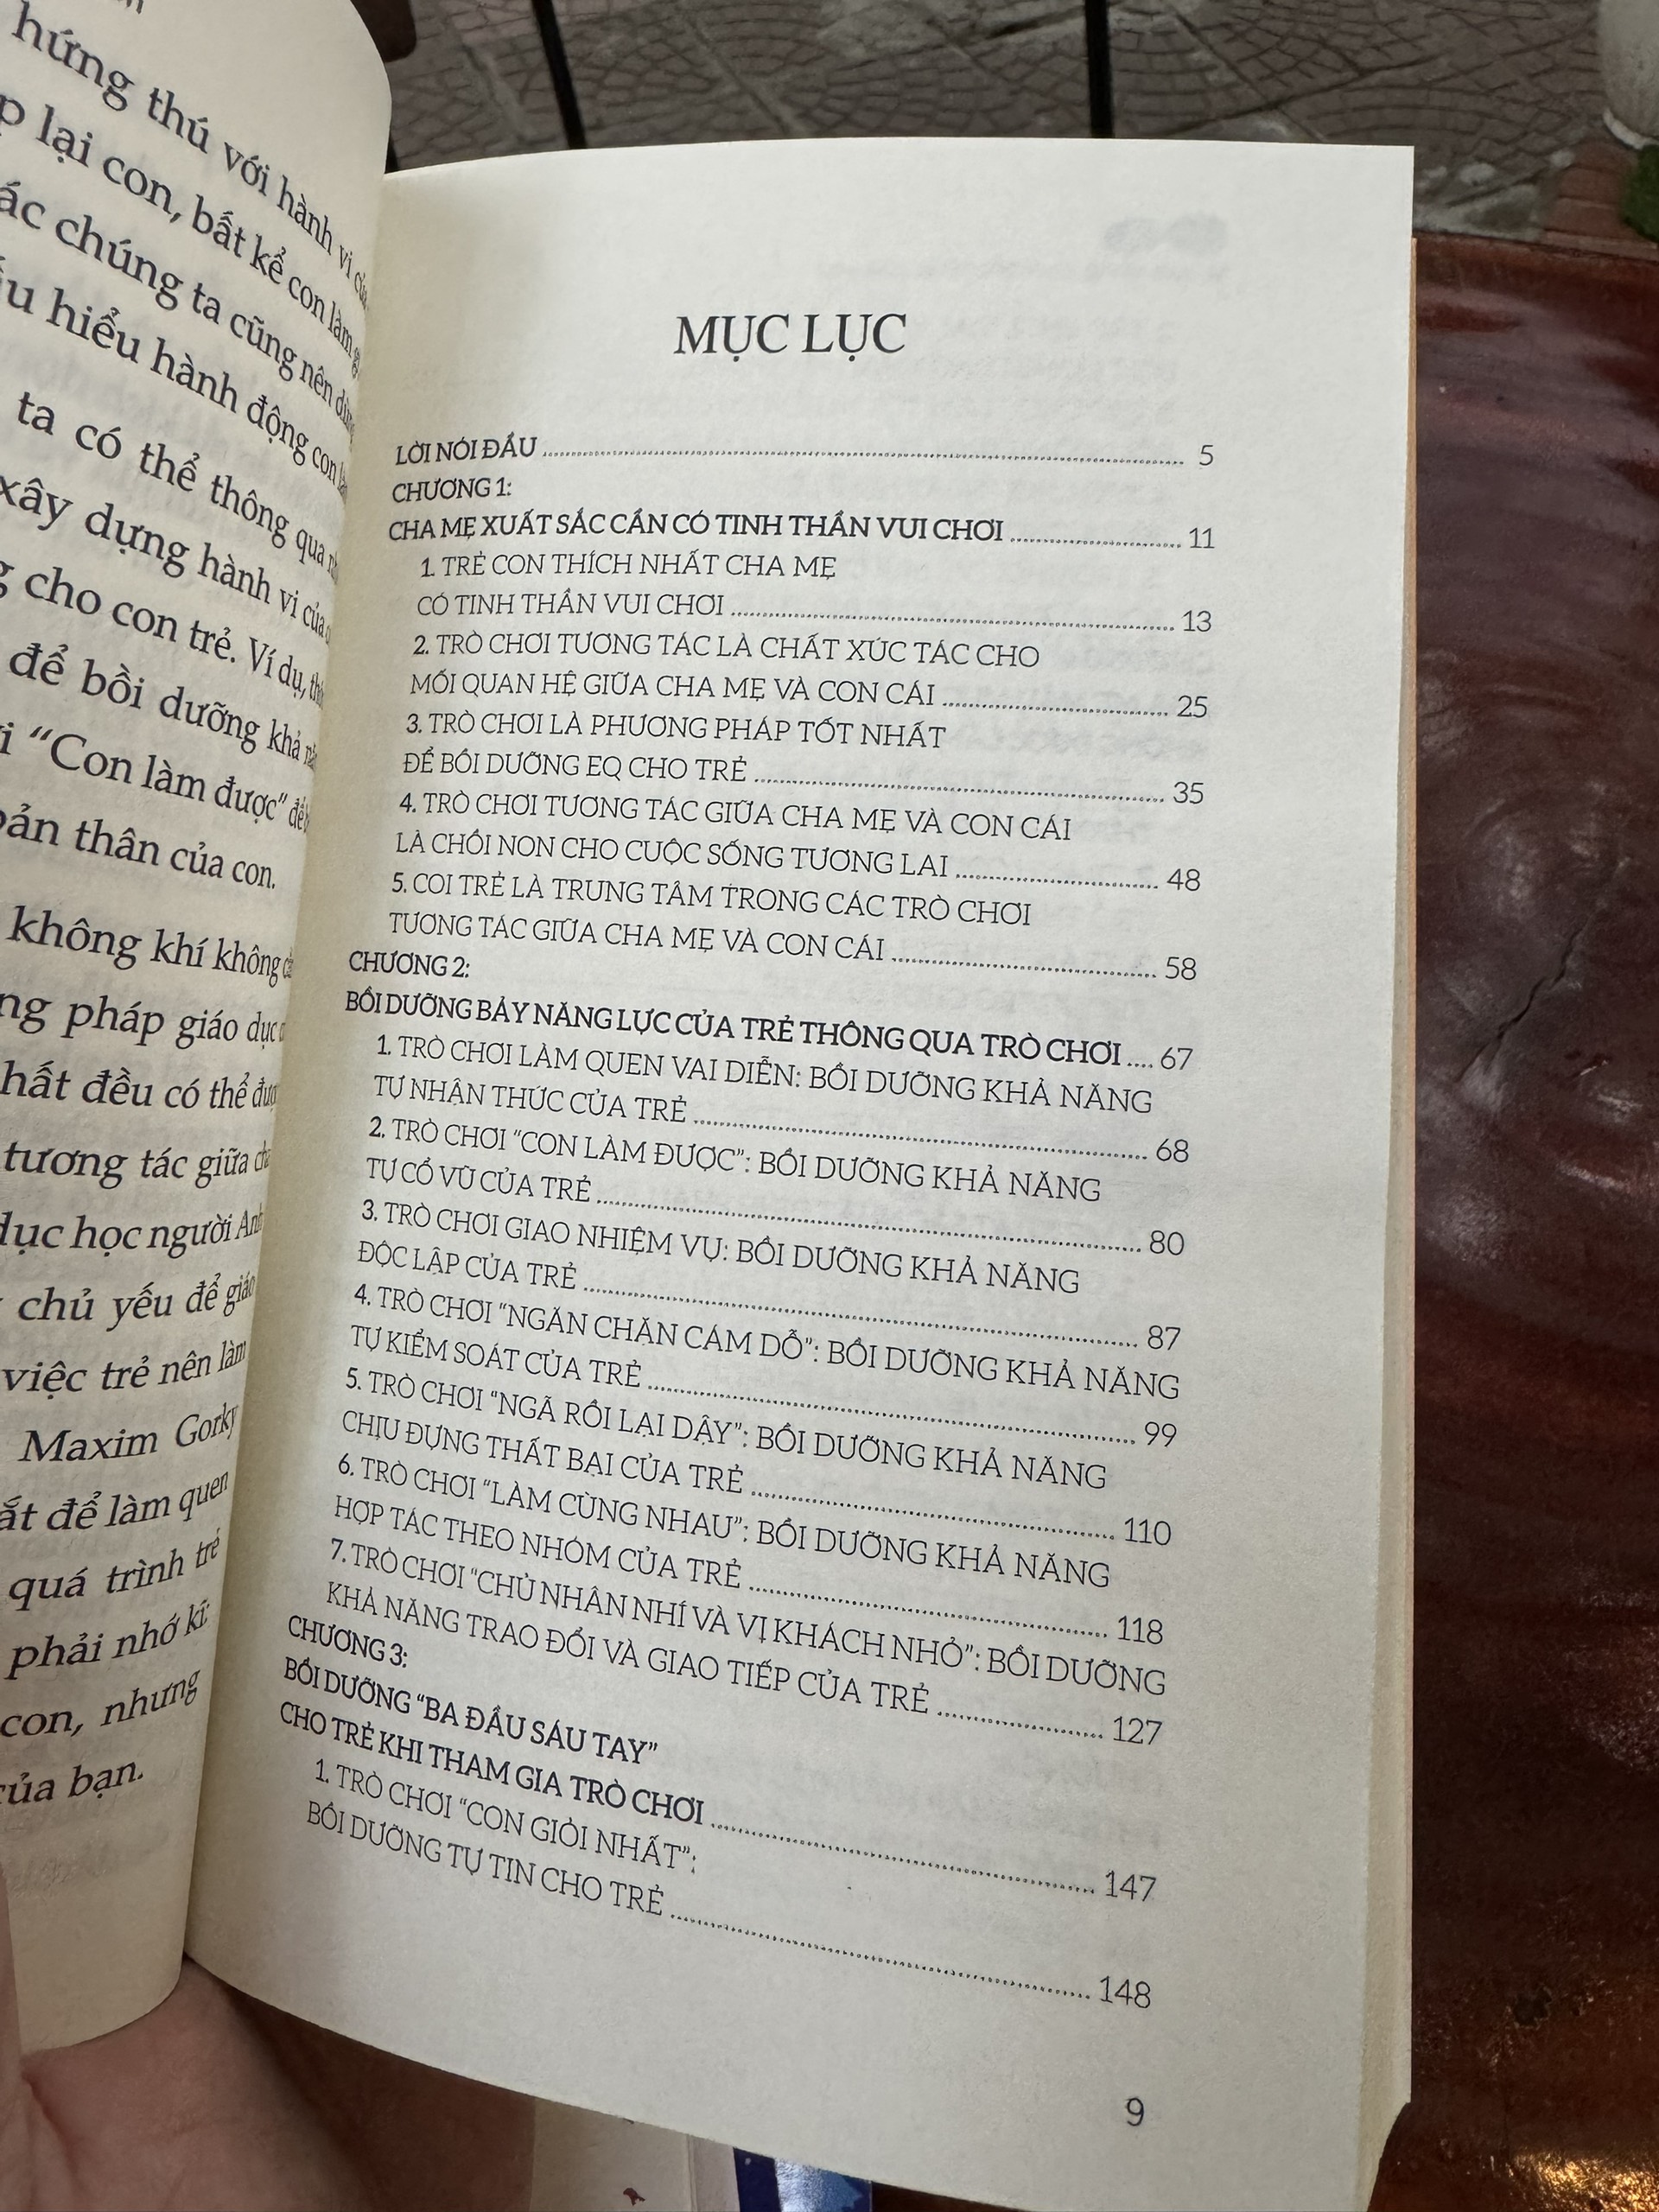 hứng thú với hành vi
lại con, bất kể con làm
chúng ta cũng nên
hiểu hành động con
ta có thể thông qua
xây dựng hành vi của
cho con trẻ. Ví dụ,
để bồi dưỡng khả
“Con làm được”
thân của con.
không khí không
pháp giáo dục
đều có thể
tương tác giữa
học người Anh
chủ yếu để giáo
việc trẻ nên làm
Maxim Gorky
để làm quen
quá trình trẻ
phải nhớ kĩ:
con, nhưng
của bạn.
MỤC LỤC
LỜI NÓI ĐẦU ........ 5
CHƯƠNG 1:
CHA MẸ XUẤT SẮC CẦN CÓ TINH THẦN VUI CHƠI ........ 11
1. TRẺ CON THÍCH NHẤT CHA MẸ
CÓ TINH THẦN VUI CHƠI ........ 13
2. TRÒ CHƠI TƯƠNG TÁC LÀ CHẤT XÚC TÁC CHO
MỐI QUAN HỆ GIỮA CHA MẸ VÀ CON CÁI ........ 25
3. TRÒ CHƠI LÀ PHƯƠNG PHÁP TỐT NHẤT
ĐỂ BỒI DƯỠNG EQ CHO TRẺ ........ 35
4. TRÒ CHƠI TƯƠNG TÁC GIỮA CHA MẸ VÀ CON CÁI
LÀ CHỒI NON CHO CUỘC SỐNG TƯƠNG LAI ........ 48
5. COI TRẺ LÀ TRUNG TÂM TRONG CÁC TRÒ CHƠI
TƯƠNG TÁC GIỮA CHA MẸ VÀ CON CÁI ........ 58
CHƯƠNG 2:
BỒI DƯỠNG BẢY NĂNG LỰC CỦA TRẺ THÔNG QUA TRÒ CHƠI .... 67
1. TRÒ CHƠI LÀM QUEN VAI DIỄN: BỒI DƯỠNG KHẢ NĂNG
TỰ NHẬN THỨC CỦA TRẺ ........ 68
2. TRÒ CHƠI “CON LÀM ĐƯỢC”: BỒI DƯỠNG KHẢ NĂNG
TỰ CỔ VŨ CỦA TRẺ ........ 80
3. TRÒ CHƠI GIAO NHIỆM VỤ: BỒI DƯỠNG KHẢ NĂNG
ĐỘC LẬP CỦA TRẺ ........ 87
4. TRÒ CHƠI “NGĂN CHẶN CÁM DỖ”: BỒI DƯỠNG KHẢ NĂNG
TỰ KIỂM SOÁT CỦA TRẺ ........ 99
5. TRÒ CHƠI “NGÃ RỒI LẠI DẬY”: BỒI DƯỠNG KHẢ NĂNG
CHỊU ĐỰNG THẤT BẠI CỦA TRẺ ........ 110
6. TRÒ CHƠI “LÀM CÙNG NHAU”: BỒI DƯỠNG KHẢ NĂNG
HỢP TÁC THEO NHÓM CỦA TRẺ ........ 118
7. TRÒ CHƠI “CHỦ NHÂN NHÍ VÀ VỊ KHÁCH NHỎ”: BỒI DƯỠNG
KHẢ NĂNG TRAO ĐỔI VÀ GIAO TIẾP CỦA TRẺ ........ 127
CHƯƠNG 3:
BỒI DƯỠNG “BA ĐẦU SÁU TAY”
CHO TRẺ KHI THAM GIA TRÒ CHƠI ........ 147
1. TRÒ CHƠI “CON GIỎI NHẤT”:
BỒI DƯỠNG TỰ TIN CHO TRẺ ........ 148
9